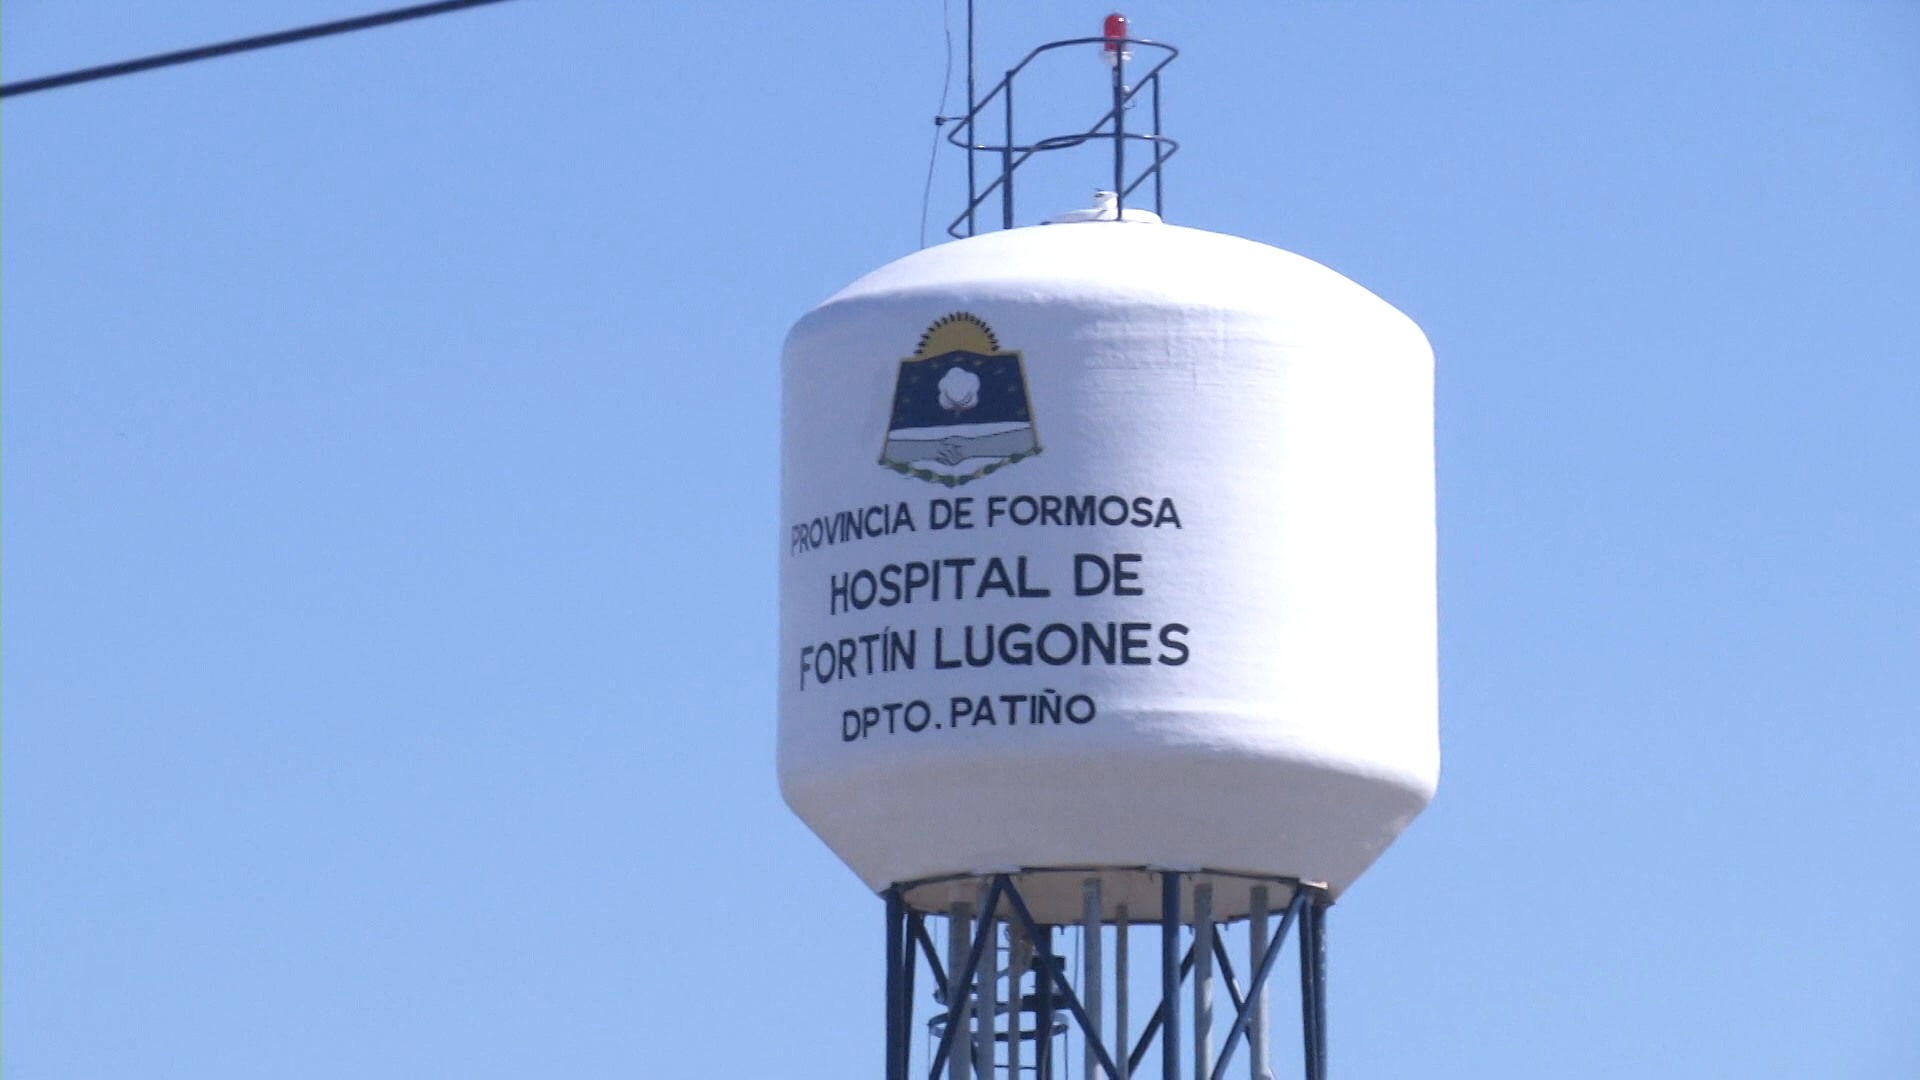 PROVINCIA DE FORMOSA
HOSPITAL DE
FORTÍN LUGONES
DPTO. PATIÑO